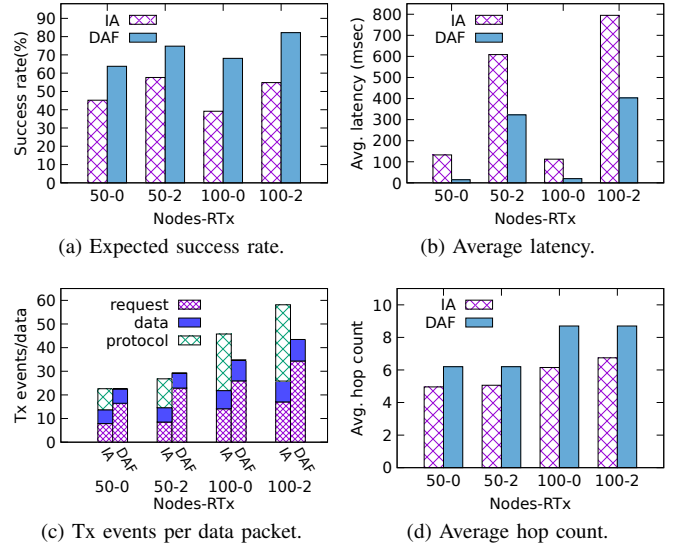 IA
DAF
Success rate(%)
90
80
70
60
50
40
30
20
10
0
50-0 50-2 100-0 100-2
Nodes-RTx
(a) Expected success rate.
IA
DAF
Avg. latency (msec)
800
700
600
500
400
300
200
100
0
50-0 50-2 100-0 100-2
Nodes-RTx
(b) Average latency.
request
data
protocol
Tx events/data
60
50
40
30
20
10
0
IA DAF IA DAF IA DAF IA DAF
50-0 50-2 100-0 100-2
Nodes-RTx
(c) Tx events per data packet.
IA
DAF
Avg. hop count
10
8
6
4
2
0
50-0 50-2 100-0 100-2
Nodes-RTx
(d) Average hop count.